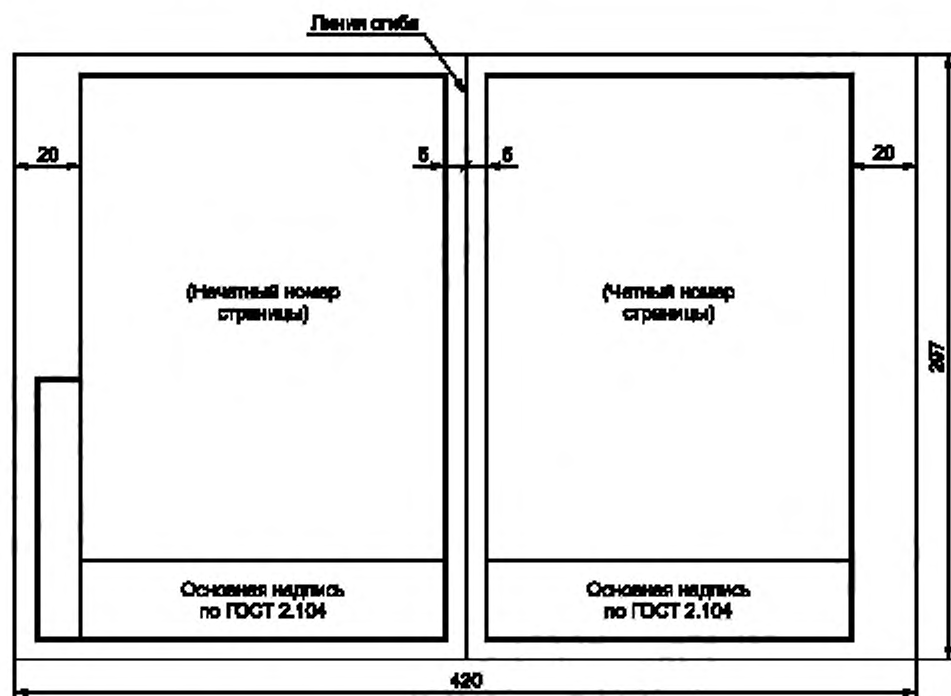 Линия сгиба
20
5
5
20
(Нечетный номер
страницы)
(Четный номер
страницы)
297
Основная надпись
по ГОСТ 2.104
Основная надпись
по ГОСТ 2.104
420